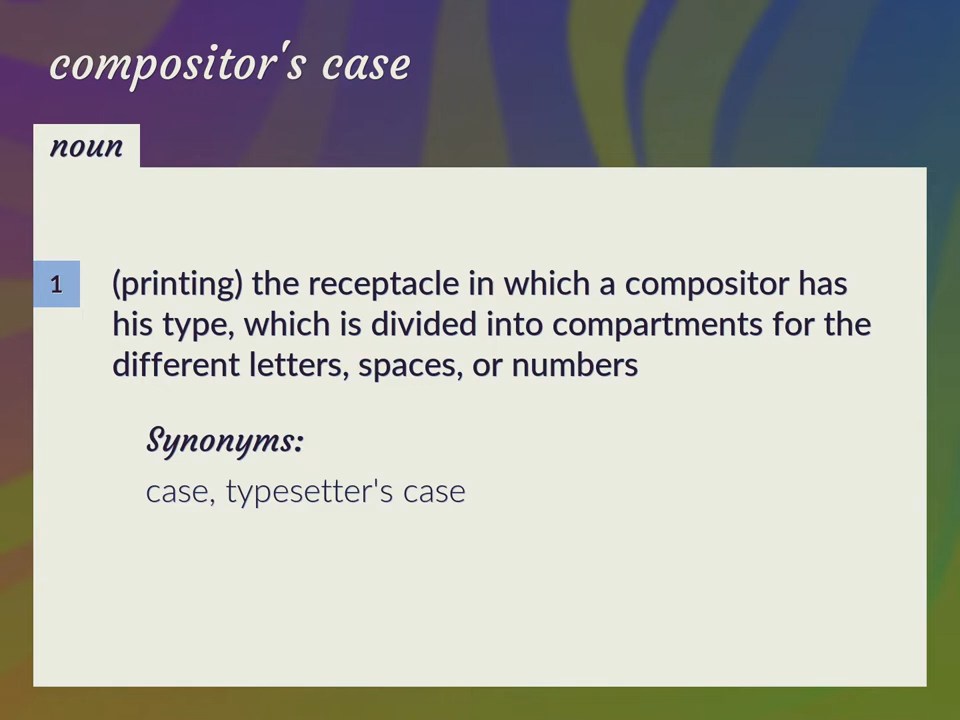 compositor's case
noun
1
(printing) the receptacle in which a compositor has
his type, which is divided into compartments for the
different letters, spaces, or numbers
Synonyms:
case, typesetter's case